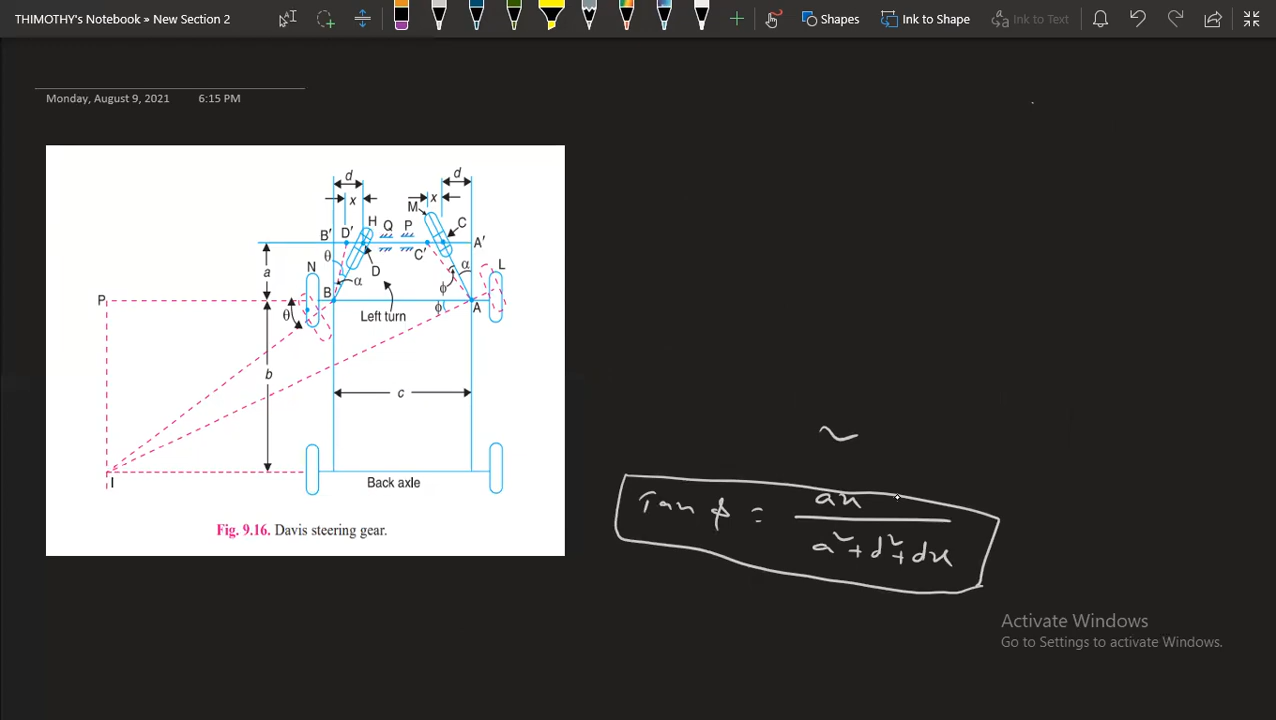 THIMOTHY's Notebook » New Section 2
Shapes
Ink to Shape
Ink to Text
Monday, August 9, 2021 6:15 PM
d d
x M x
B' D' H Q P C A'
θ C' α L
a N D ϕ
α
P B A
θ Left turn ϕ
b
c
I Back axle
Fig. 9.16. Davis steering gear.
~
Tan ϕ = ax
a²+d²+dx
Activate Windows
Go to Settings to activate Windows.